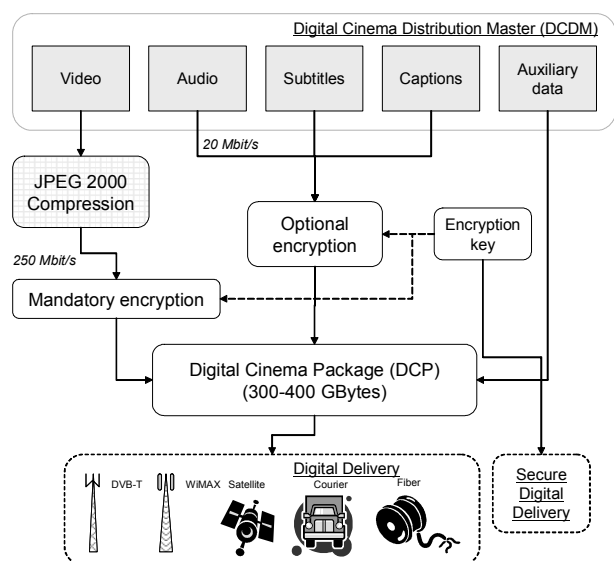 Digital Cinema Distribution Master (DCDM)
Video
Audio
Subtitles
Captions
Auxiliary
data
20 Mbit/s
JPEG 2000
Compression
Optional
encryption
Encryption
key
250 Mbit/s
Mandatory encryption
Digital Cinema Package (DCP)
(300-400 GBytes)
Digital Delivery
DVB-T
WiMAX
Satellite
Courier
Fiber
Secure
Digital
Delivery